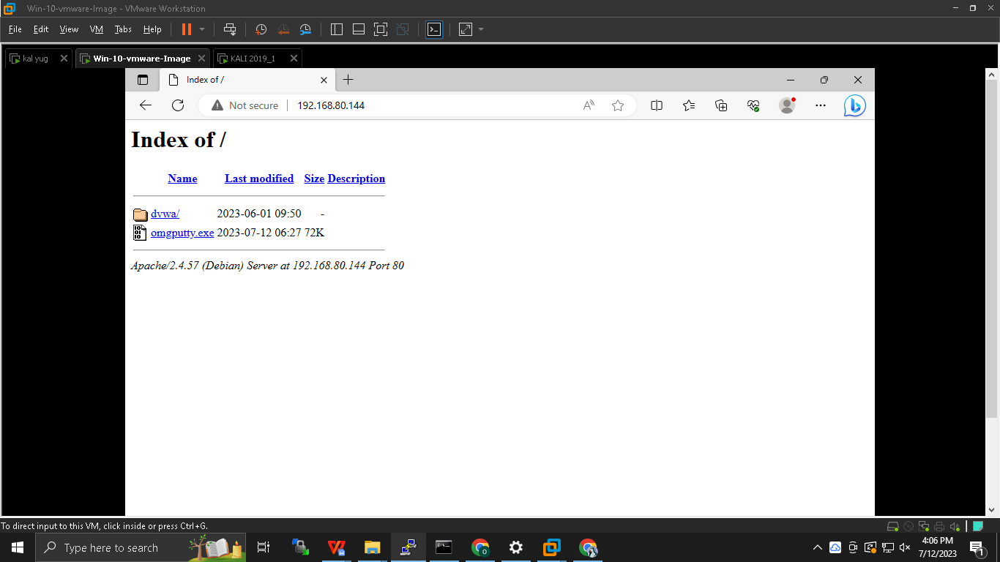 Win-10-vmware-Image - VMware Workstation
File Edit View VM Tabs Help
kal yug Win-10-vmware-Image KALI 2019_1
Index of /
Not secure 192.168.80.144
Index of /
Name Last modified Size Description
dvwa/ 2023-06-01 09:50 -
omgputty.exe 2023-07-12 06:27 72K
Apache/2.4.57 (Debian) Server at 192.168.80.144 Port 80
To direct input to this VM, click inside or press Ctrl+G.
Type here to search
4:06 PM
7/12/2023
1